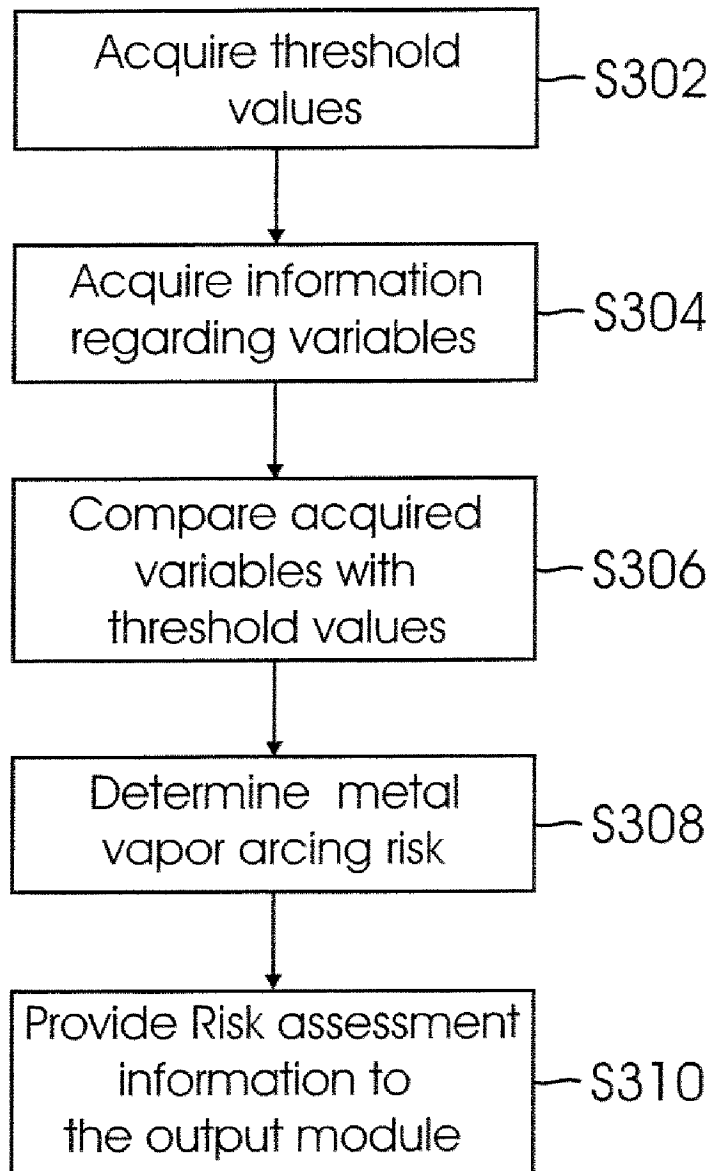 Acquire threshold
values
S302
Acquire information
regarding variables
S304
Compare acquired
variables with
threshold values
S306
Determine metal
vapor arcing risk
S308
Provide Risk assessment
information to
the output module
S310